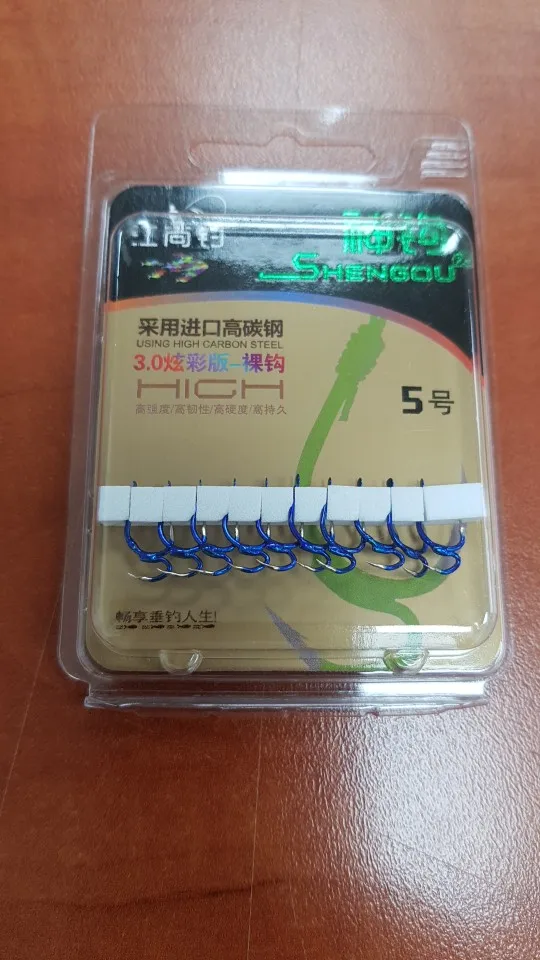 江尚钓
神钩
SHENGOU
采用进口高碳钢
USING HIGH CARBON STEEL
3.0炫彩版-裸钩
HIGH
高强度/高韧性/高硬度/高持久
5号
畅享垂钓人生!